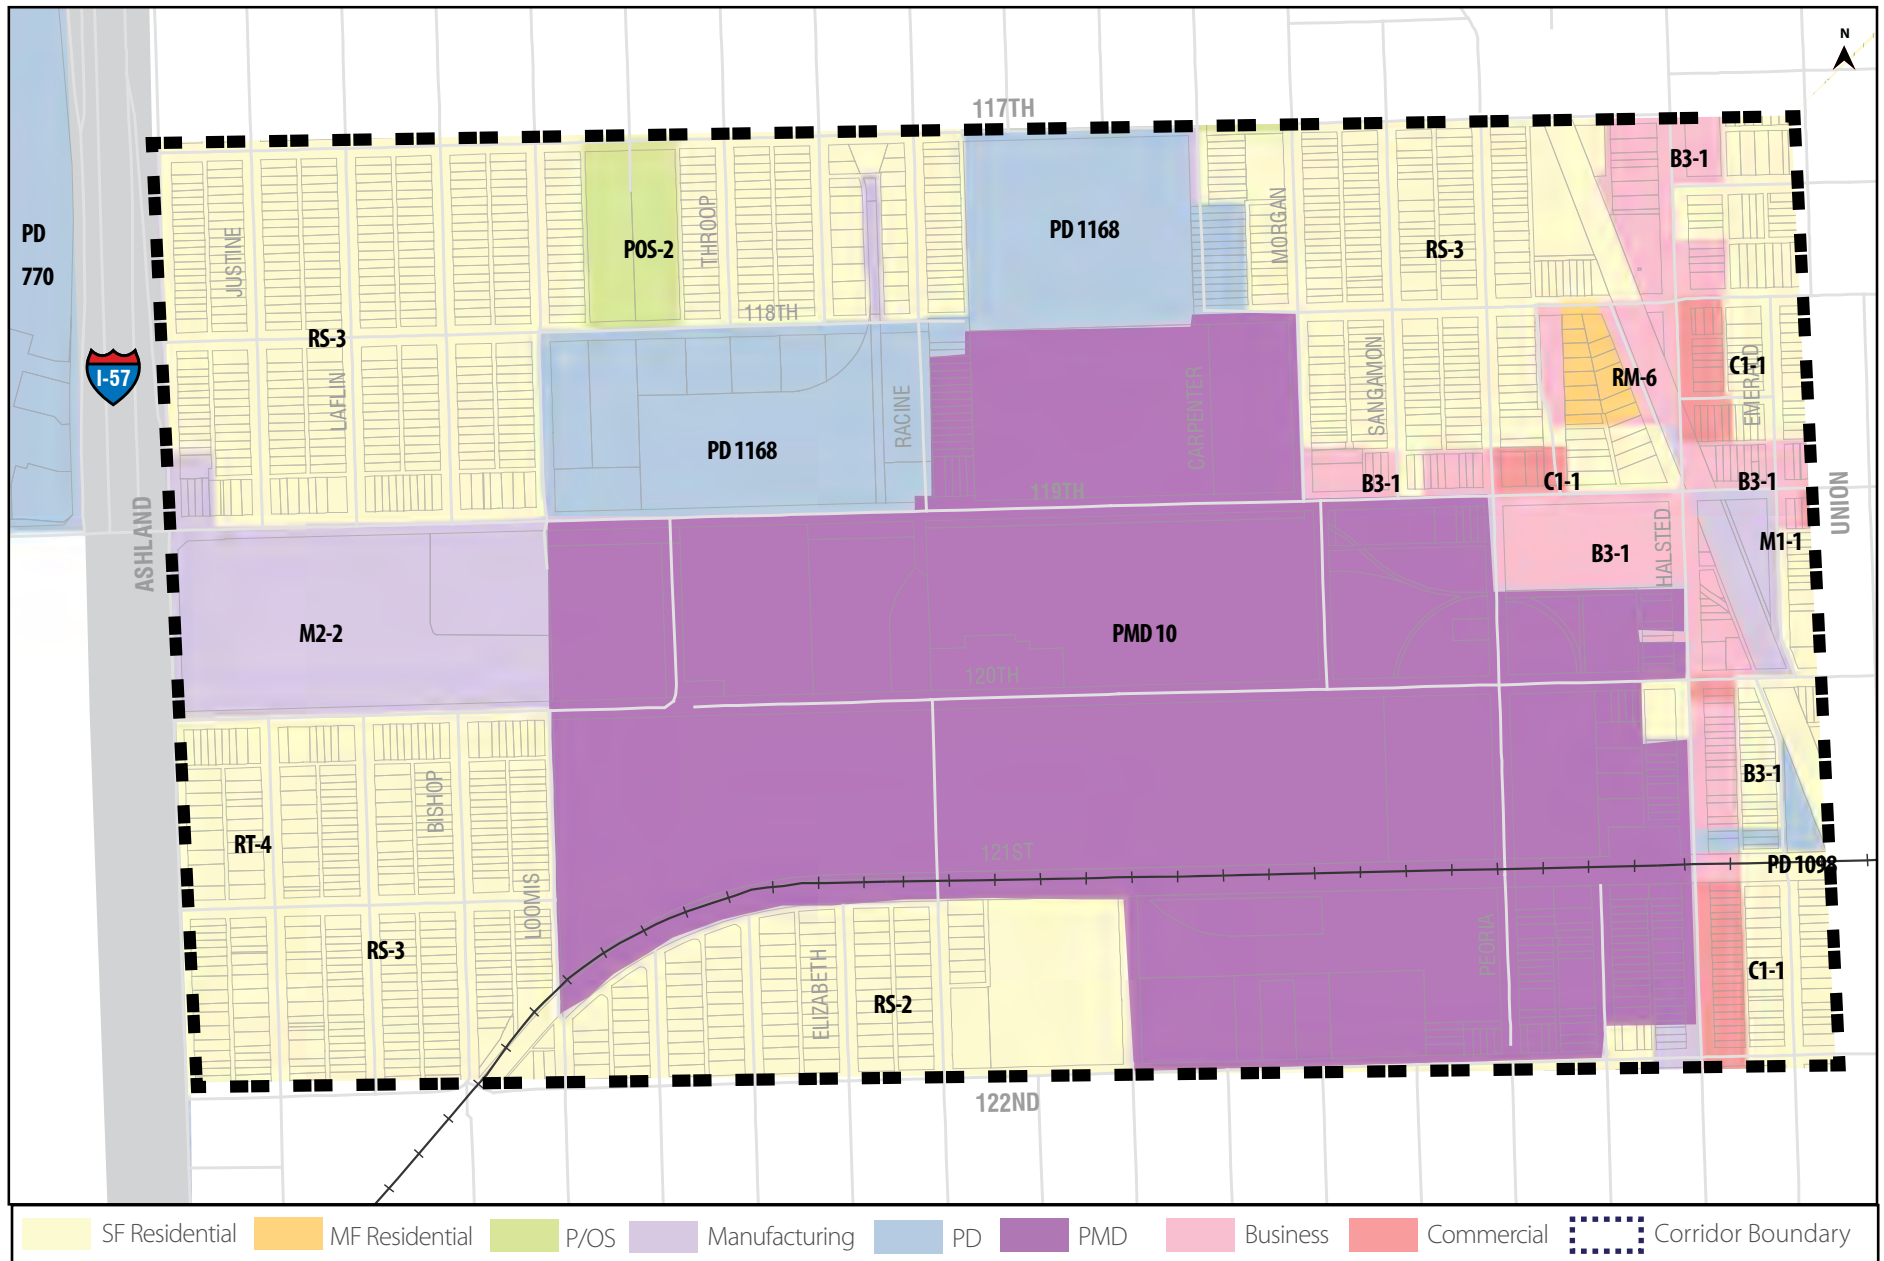 N
117TH
B3-1
PD
770
JUSTINE
POS-2
THROOP
PD 1168
MORGAN
RS-3
118TH
RS-3
I-57
LAFLIN
RACINE
CARPENTER
SANGAMON
RM-6
C1-1
EMERALD
PD 1168
119TH
B3-1
C1-1
B3-1
ASHLAND
UNION
HALSTED
B3-1
M1-1
M2-2
PMD 10
120TH
BISHOP
B3-1
RT-4
121ST
PD 1098
LOOMIS
RS-3
ELIZABETH
RS-2
PEORIA
C1-1
122ND
SF Residential
MF Residential
P/OS
Manufacturing
PD
PMD
Business
Commercial
Corridor Boundary